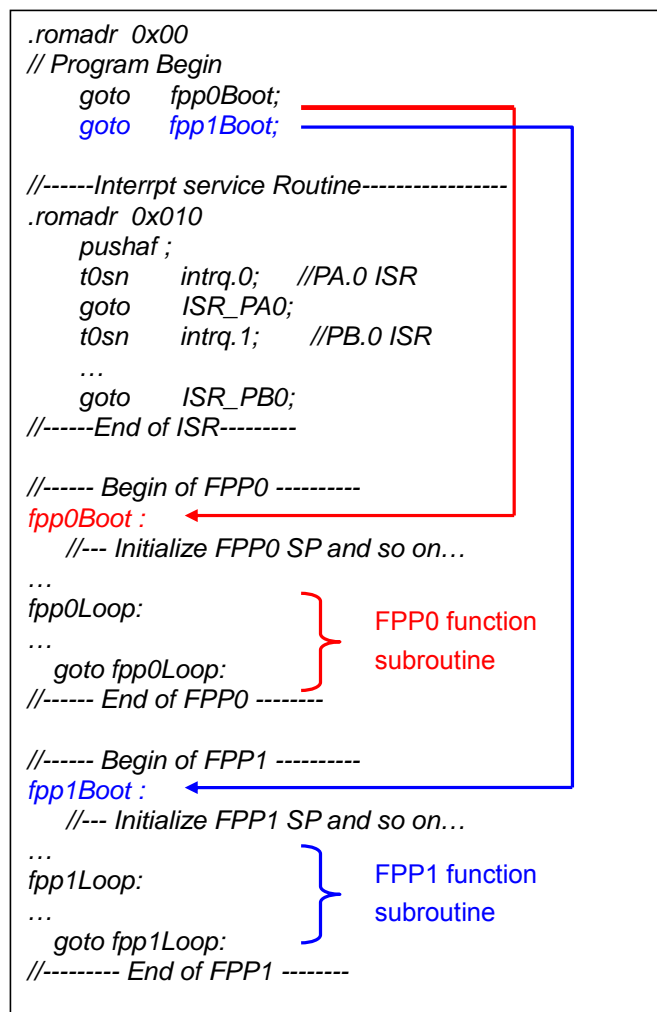 .romadr 0x00
// Program Begin
goto fpp0Boot;
goto fpp1Boot;
//------Interrpt service Routine-----------------
.romadr 0x010
pushaf ;
t0sn intrq.0; //PA.0 ISR
goto ISR_PA0;
t0sn intrq.1; //PB.0 ISR
…
goto ISR_PB0;
//------End of ISR---------
//------ Begin of FPP0 ----------
fpp0Boot :
//--- Initialize FPP0 SP and so on…
…
fpp0Loop:
…
goto fpp0Loop:
FPP0 function
subroutine
//------ End of FPP0 --------
//------ Begin of FPP1 ----------
fpp1Boot :
//--- Initialize FPP1 SP and so on…
…
fpp1Loop:
…
goto fpp1Loop:
FPP1 function
subroutine
//--------- End of FPP1 --------